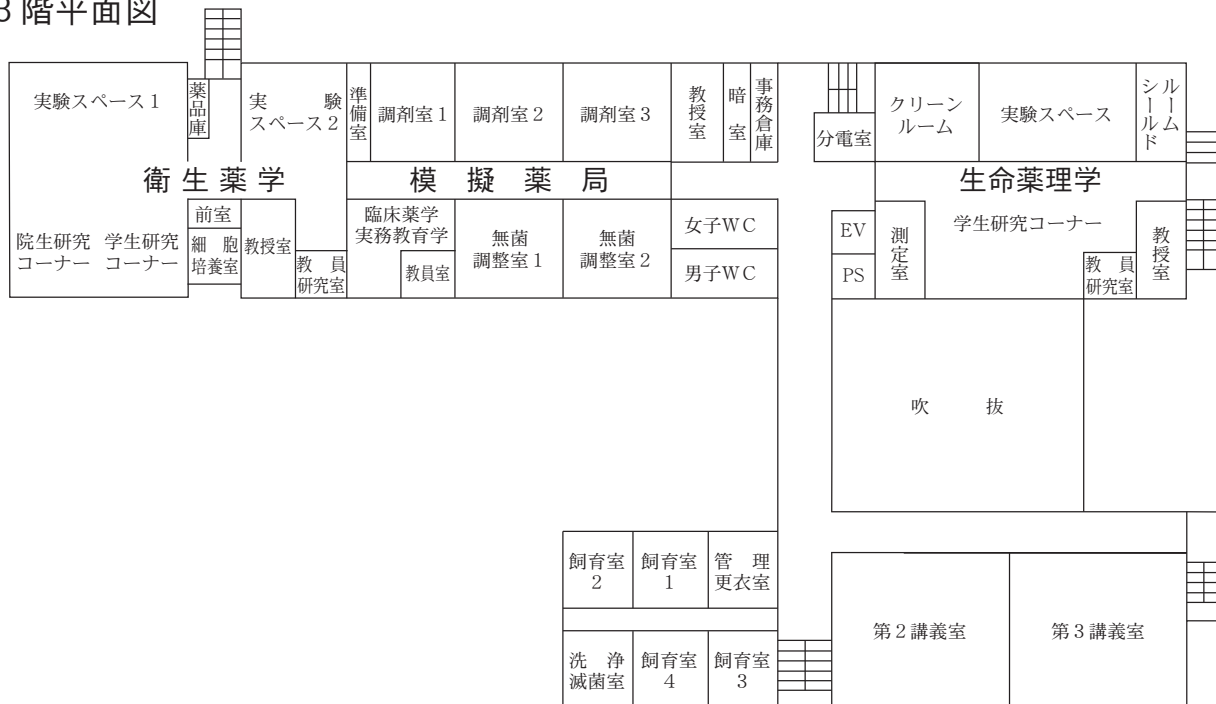 3階平面図
実験スペース1
薬品庫
実　験
スペース2
準備室
調剤室1
調剤室2
調剤室3
教授室
暗　室
事務倉庫
分電室
クリーン
ルーム
実験スペース
シールド
ルーム
衛生薬学
模擬薬局
生命薬理学
院生研究
コーナー
学生研究
コーナー
前室
細　胞
培養室
教授室
教　員
研究室
臨床薬学
実務教育学
教員室
無菌
調整室1
無菌
調整室2
女子WC
男子WC
EV
PS
測定室
学生研究コーナー
教　員
研究室
教授室
吹　抜
飼育室
2
飼育室
1
管　理
更衣室
洗　浄
滅菌室
飼育室
4
飼育室
3
第2講義室
第3講義室